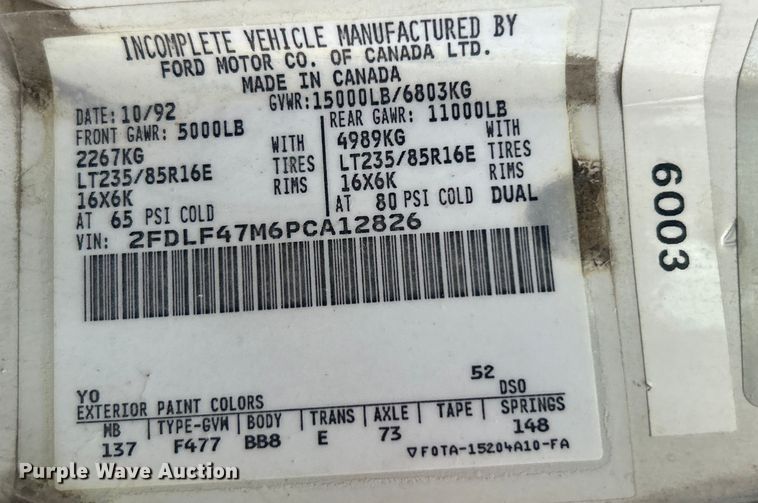 INCOMPLETE VEHICLE MANUFACTURED BY
FORD MOTOR CO. OF CANADA LTD.
MADE IN CANADA
DATE: 10/92 GVWR: 15000LB/6803KG
FRONT GAWR: 5000LB REAR GAWR: 11000LB
2267KG WITH 4989KG WITH
LT235/85R16E TIRES LT235/85R16E TIRES
16X6K RIMS 16X6K RIMS
AT 65 PSI COLD AT 80 PSI COLD DUAL
VIN: 2FDLF47M6PCA12826
YO 52
EXTERIOR PAINT COLORS DSO
WB TYPE-GVW BODY TRANS AXLE TAPE SPRINGS
137 F477 BB8 E 73 148
▽F0TA-15204A10-FA
6003
Purple Wave Auction